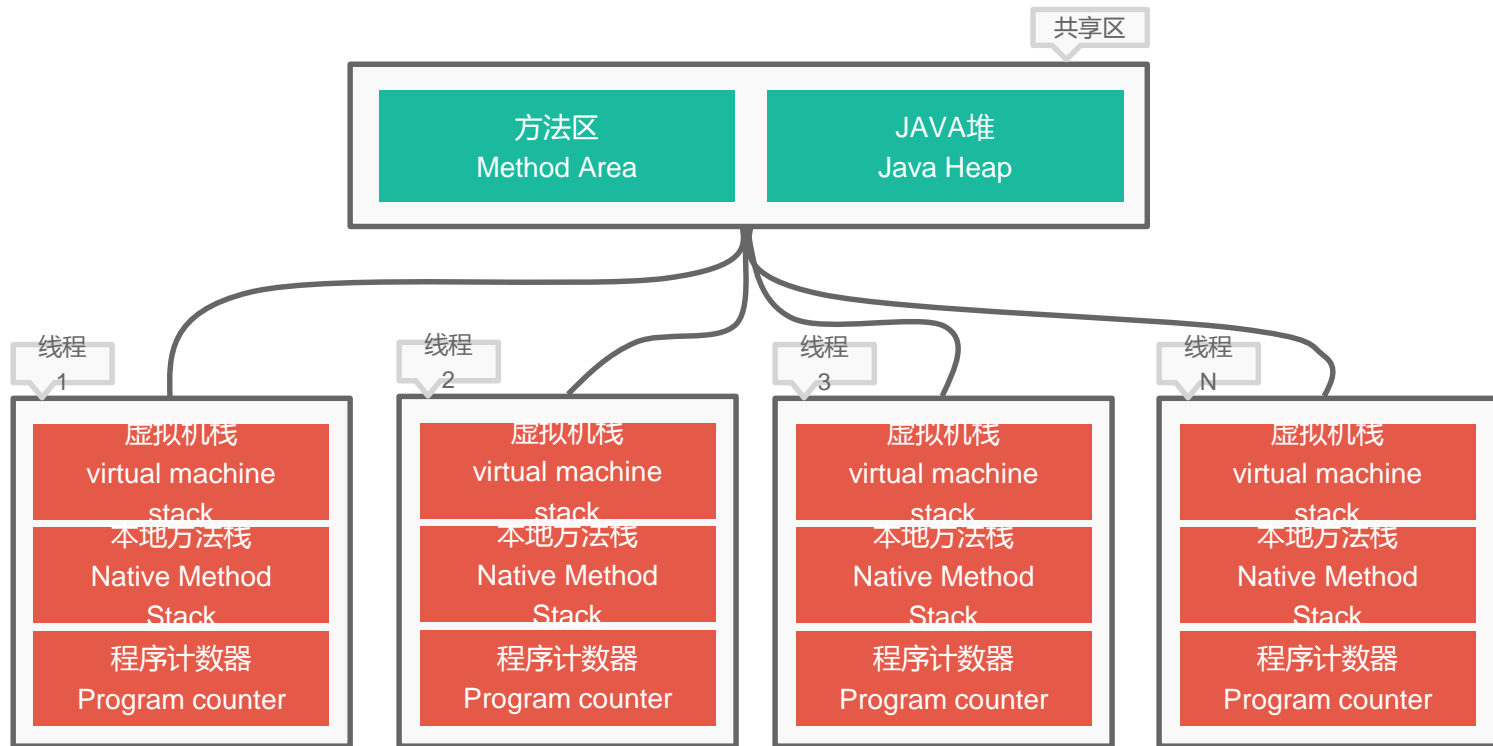 共享区
方法区
Method Area
JAVA堆
Java Heap
线程
1
线程
2
线程
3
线程
N
虚拟机栈
virtual machine
stack
本地方法栈
Native Method
Stack
程序计数器
Program counter
虚拟机栈
virtual machine
stack
本地方法栈
Native Method
Stack
程序计数器
Program counter
虚拟机栈
virtual machine
stack
本地方法栈
Native Method
Stack
程序计数器
Program counter
虚拟机栈
virtual machine
stack
本地方法栈
Native Method
Stack
程序计数器
Program counter